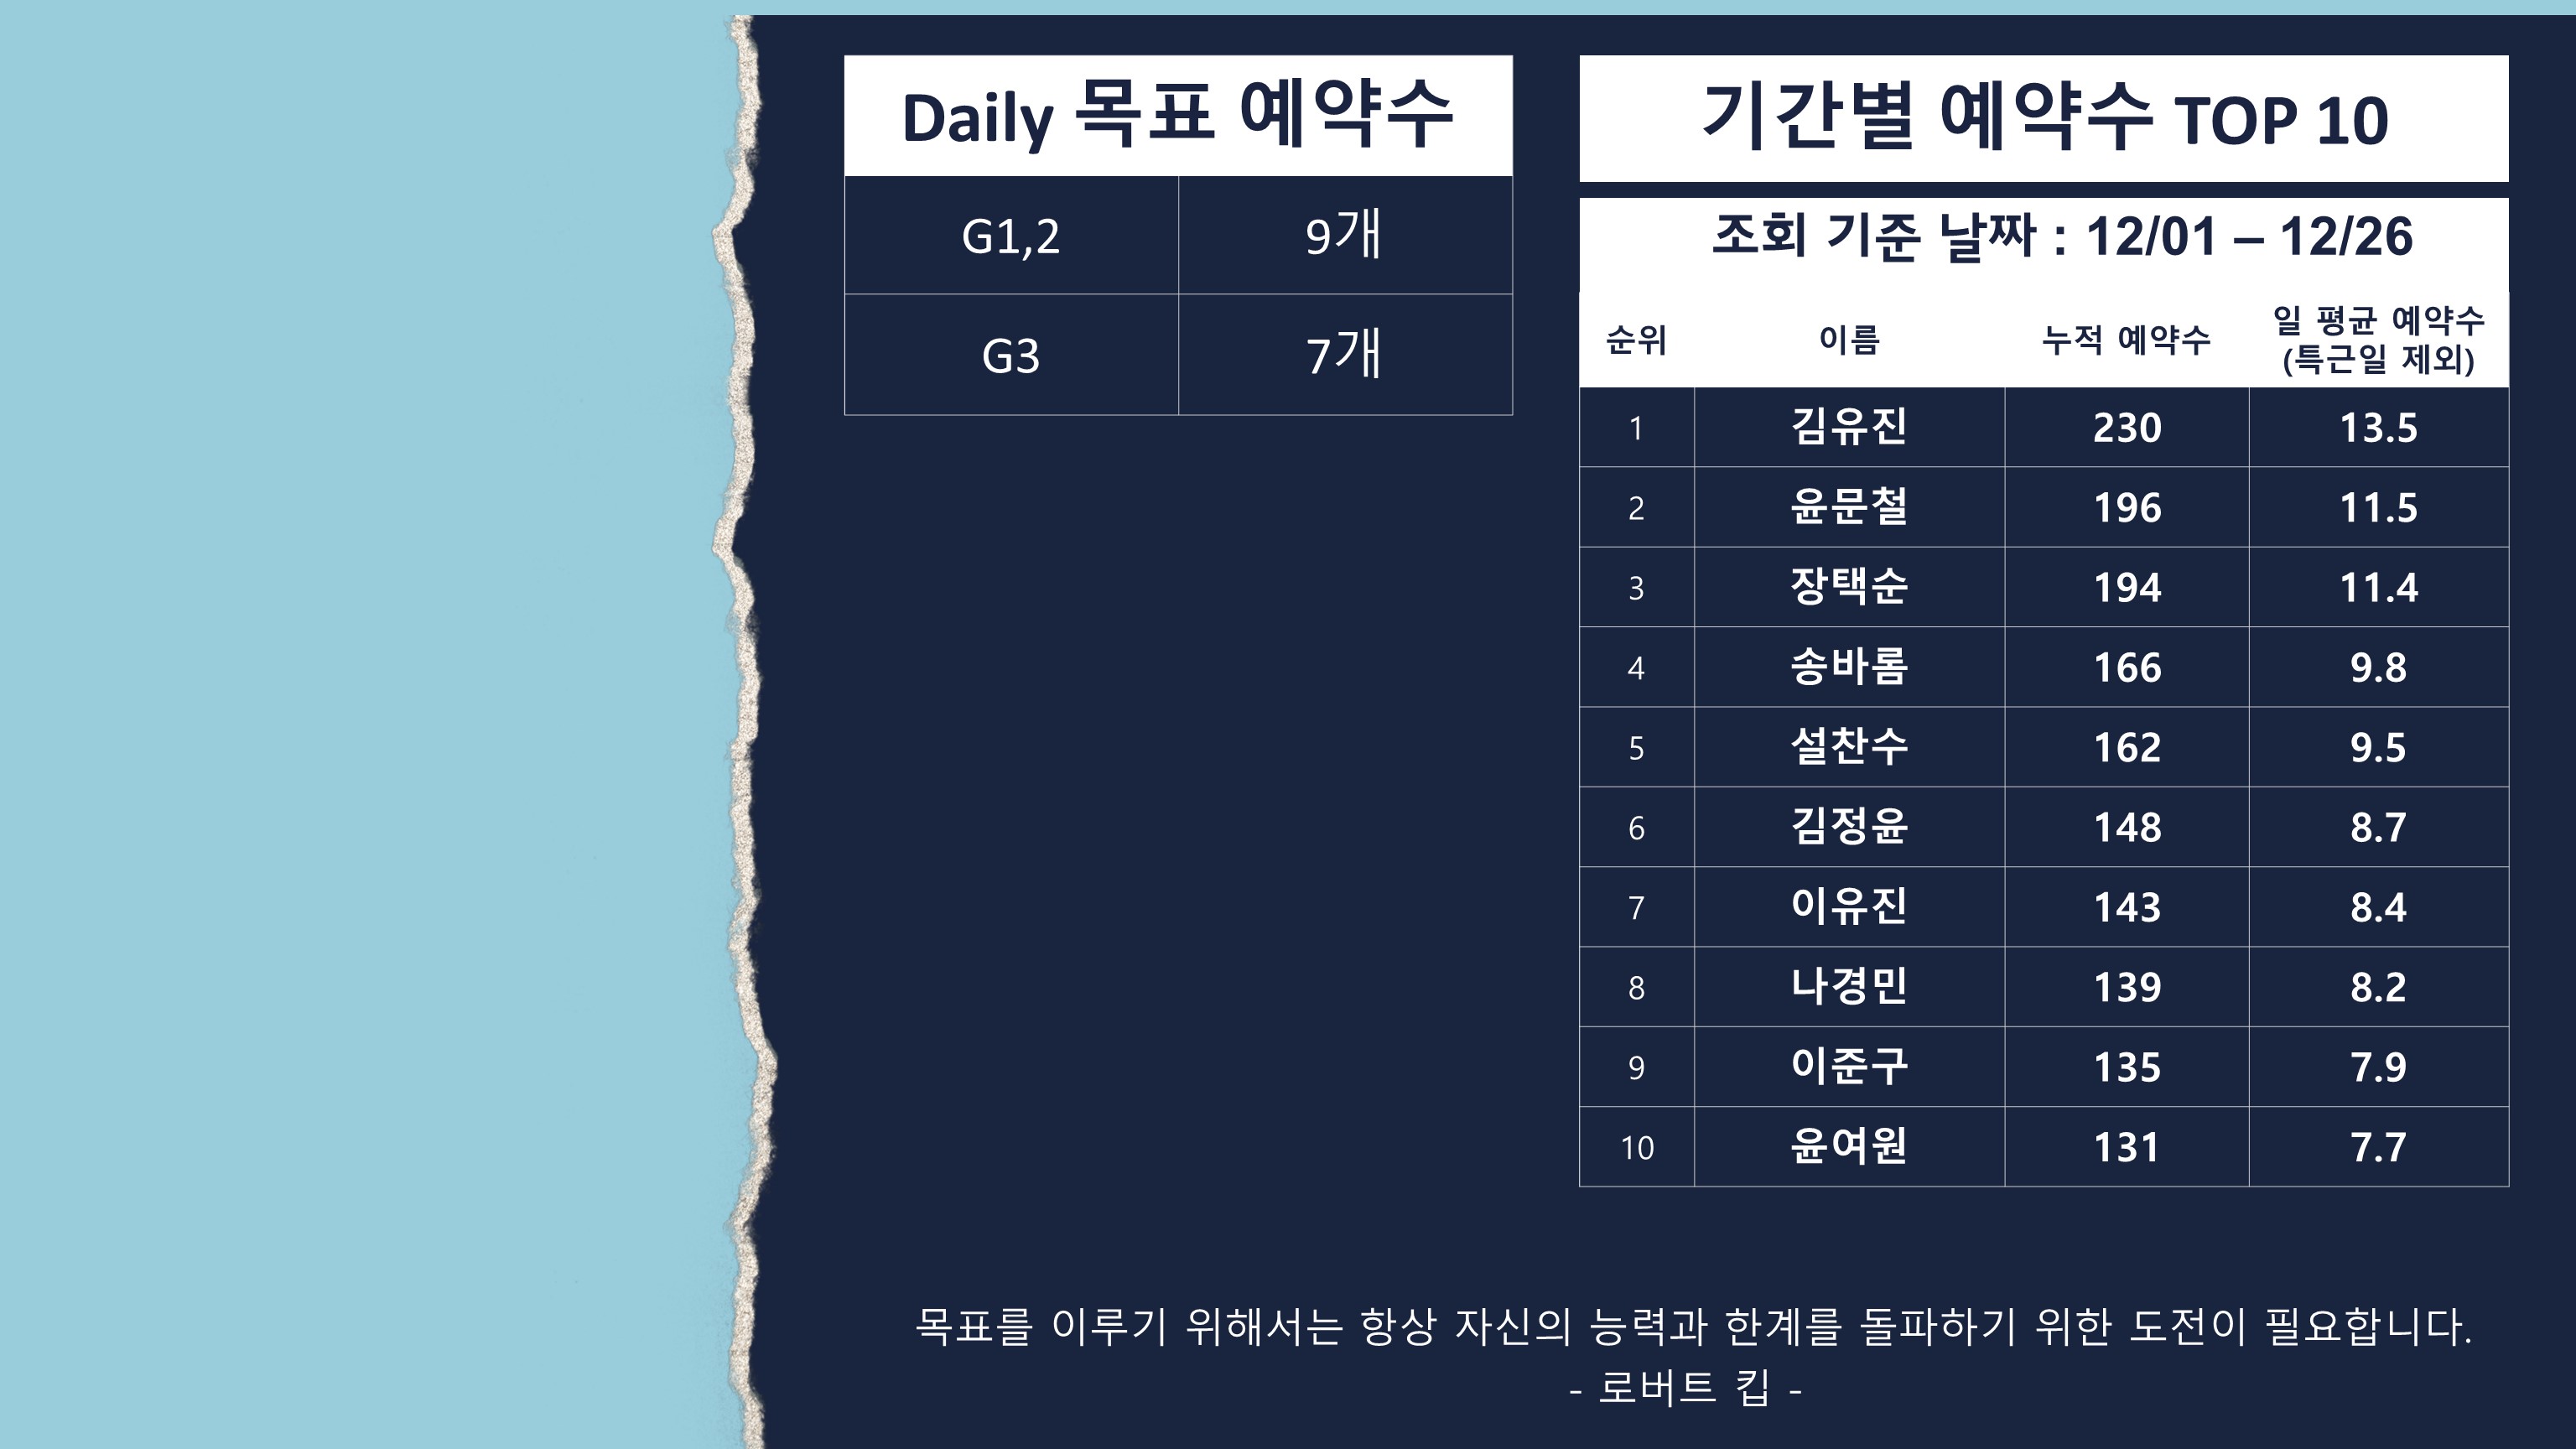 Daily 목표 예약수
G1,2 9개
G3 7개
기간별 예약수 TOP 10
조회 기준 날짜 : 12/01 – 12/26
순위 이름 누적 예약수 일 평균 예약수
(특근일 제외)
1 김유진 230 13.5
2 윤문철 196 11.5
3 장택순 194 11.4
4 송바롬 166 9.8
5 설찬수 162 9.5
6 김정윤 148 8.7
7 이유진 143 8.4
8 나경민 139 8.2
9 이준구 135 7.9
10 윤여원 131 7.7
목표를 이루기 위해서는 항상 자신의 능력과 한계를 돌파하기 위한 도전이 필요합니다.
- 로버트 킵 -